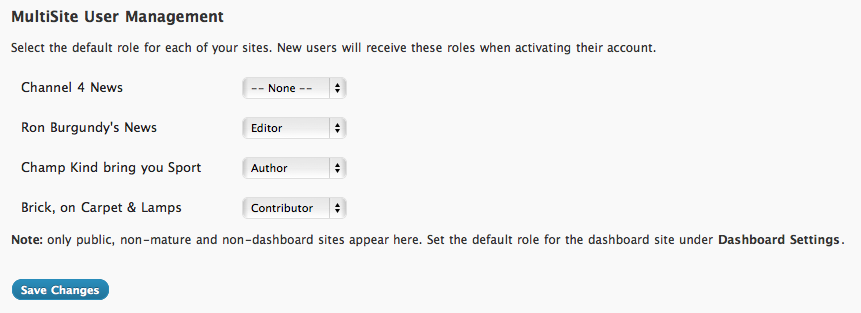 MultiSite User Management
Select the default role for each of your sites. New users will receive these roles when activating their account.
Channel 4 News -- None --
Ron Burgundy's News Editor
Champ Kind bring you Sport Author
Brick, on Carpet & Lamps Contributor
Note: only public, non-mature and non-dashboard sites appear here. Set the default role for the dashboard site under Dashboard Settings.
Save Changes